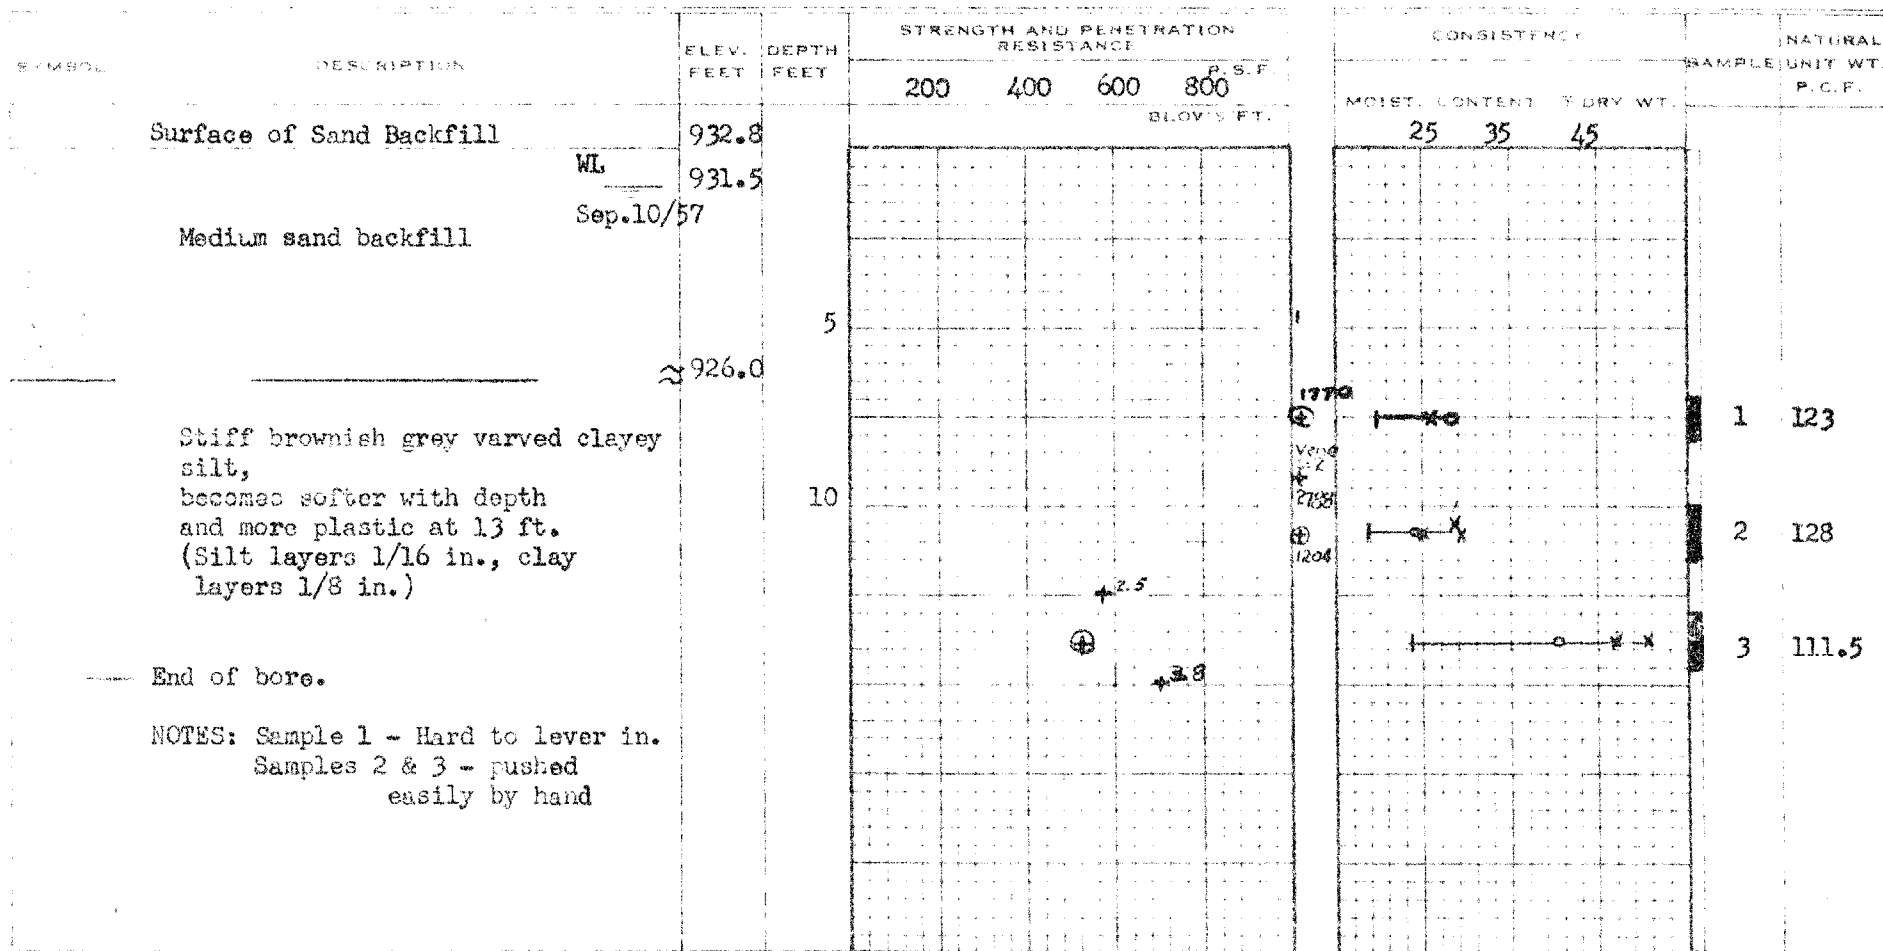 SYMBOL
DESCRIPTION
ELEV.
FEET
DEPTH
FEET
STRENGTH AND PENETRATION
RESISTANCE
P.S.F.
200 400 600 800
BLOWS FT.
CONSISTENCY
MOIST. CONTENT % DRY WT.
25 35 45
SAMPLE
NATURAL
UNIT WT.
P.C.F.
Surface of Sand Backfill 932.8
WL 931.5
Sep.10/57
Medium sand backfill
5
≈ 926.0
1770
1 123
Stiff brownish grey varved clayey
silt,
becomes softer with depth
and more plastic at 13 ft.
(Silt layers 1/16 in., clay
layers 1/8 in.)
10
1204
2 128
2.5
3 111.5
End of bore.
NOTES: Sample 1 - Hard to lever in.
Samples 2 & 3 - pushed
easily by hand